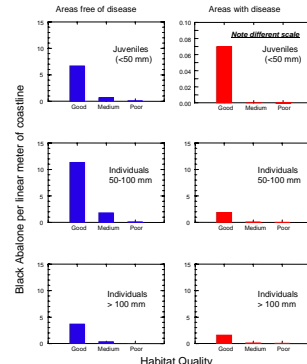 Areas free of disease
Areas with disease
Black Abalone per linear meter of coastline
15
10
5
0
Juveniles
(<50 mm)
Good Medium Poor
0.10
0.08
0.06
0.04
0.02
0.00
Note different scale
Juveniles
(<50 mm)
Good Medium Poor
15
10
5
0
Individuals
50-100 mm
Good Medium Poor
15
10
5
0
Individuals
50-100 mm
Good Medium Poor
15
10
5
0
Individuals
> 100 mm
Good Medium Poor
15
10
5
0
Individuals
> 100 mm
Good Medium Poor
Habitat Quality